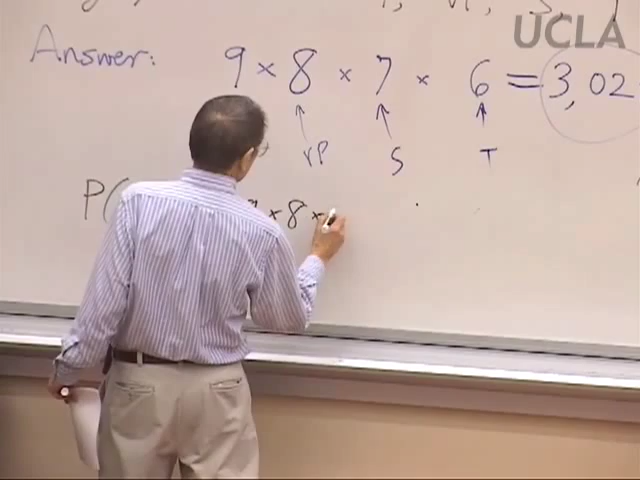 UCLA
Answer: 9 × 8 × 7 × 6 = 3,02
↑ ↑ ↑
VP S T
P( × 8 ×